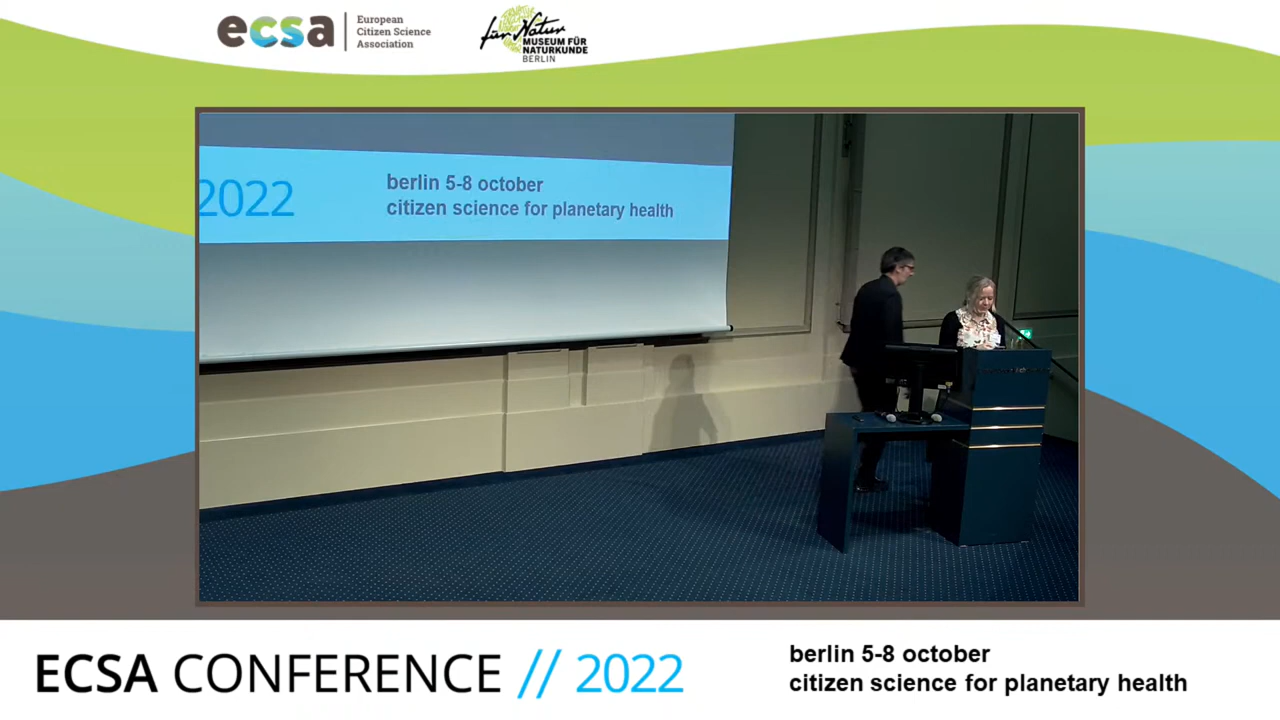 ecsa
European
Citizen Science
Association
für Natur
MUSEUM FÜR
NATURKUNDE
BERLIN
2022
berlin 5-8 october
citizen science for planetary health
ECSA CONFERENCE // 2022
berlin 5-8 october
citizen science for planetary health